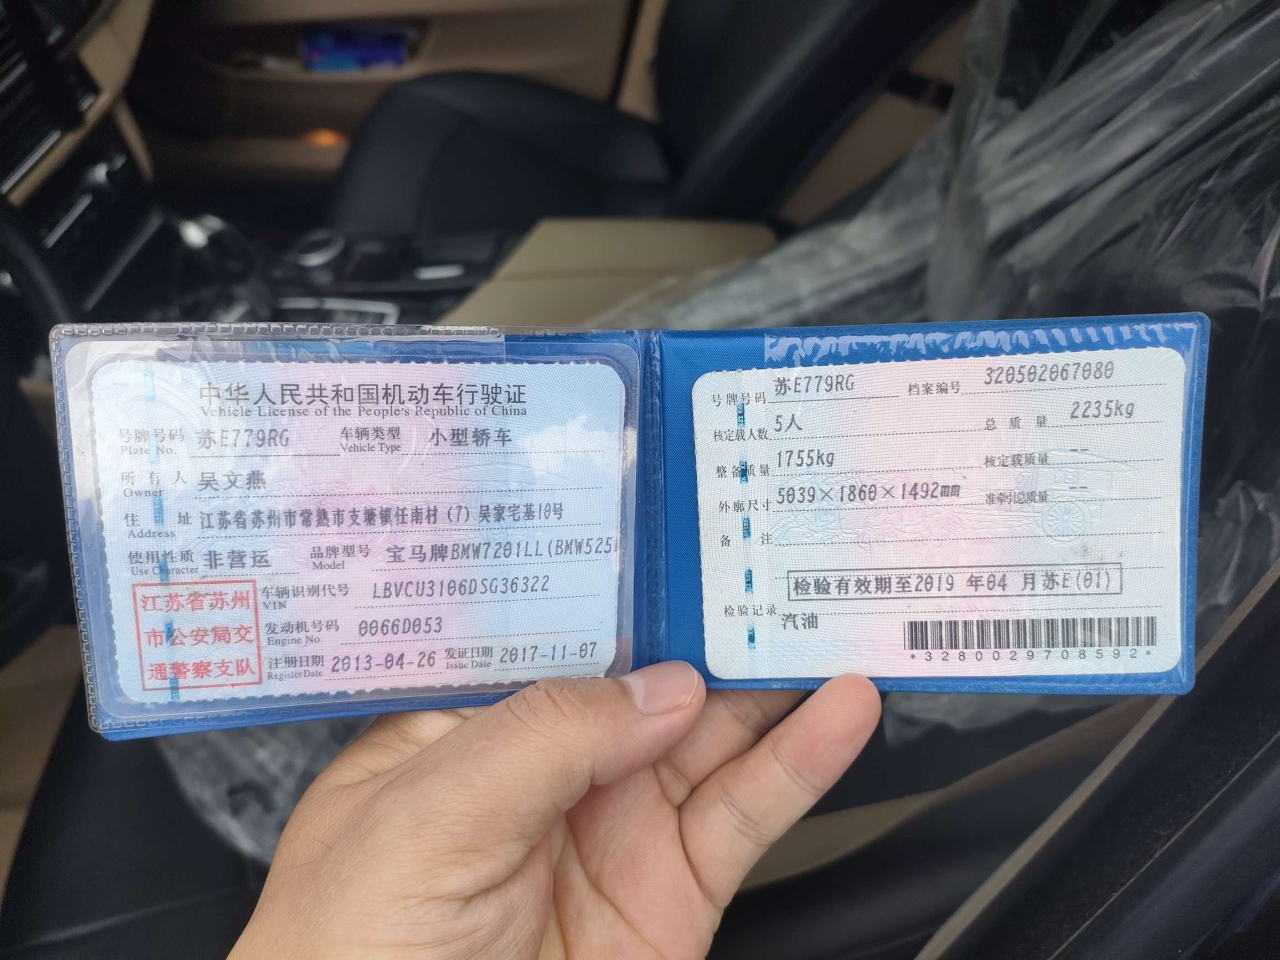 中华人民共和国机动车行驶证
Vehicle License of the People's Republic of China
号牌号码 苏E779RG 车辆类型 小型轿车
Plate No. Vehicle Type
所有人 吴文燕
Owner
住址 江苏省苏州市常熟市支塘镇任南村(7)吴家宅基10号
Address
使用性质 非营运 品牌型号 宝马牌BMW7201LL(BMW525
Use Character Model
江苏省苏州
市公安局交
通警察支队
车辆识别代号 LBVCU3106DSG36322
VIN
发动机号码 0066D053
Engine No.
注册日期 2013-04-26 发证日期 2017-11-07
Register Date Issue Date
号牌号码 苏E779RG 档案编号 320502067080
核定载人数 5人 总质量 2235kg
整备质量 1755kg 核定载质量 --
外廓尺寸 5039×1860×1492mm 准牵引总质量 --
备注
检验有效期至2019 年04 月苏E(01)
检验记录
汽油
*3280029708592*